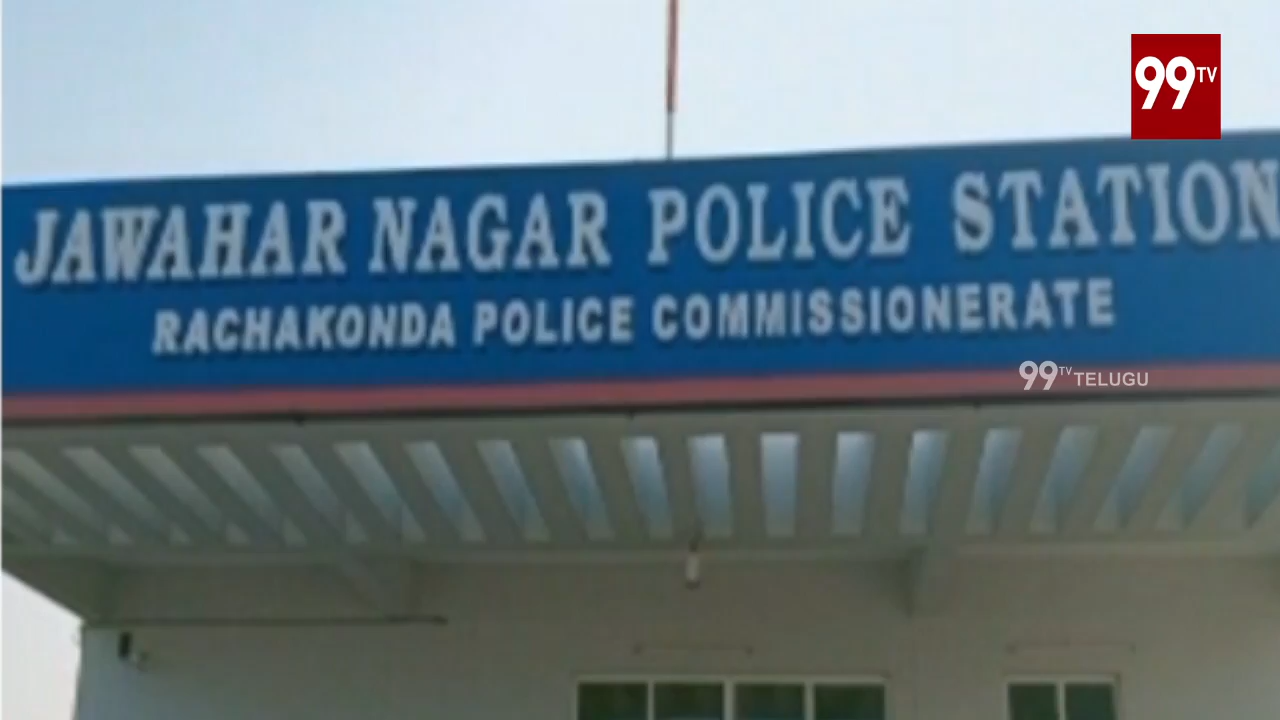 99TV
JAWAHAR NAGAR POLICE STATION
RACHAKONDA POLICE COMMISSIONERATE
99TV TELUGU